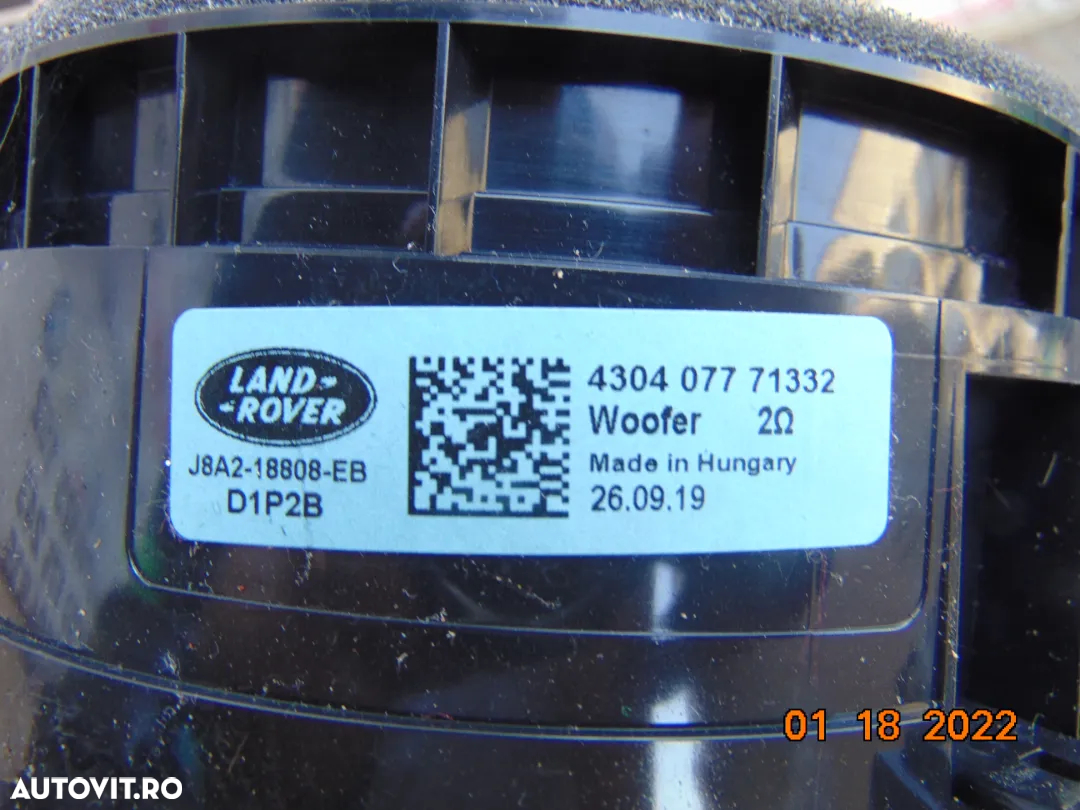 LAND
ROVER
J8A2-18808-EB
D1P2B
4304 077 71332
Woofer 2Ω
Made in Hungary
26.09.19
01 18 2022
AUTOVIT.RO